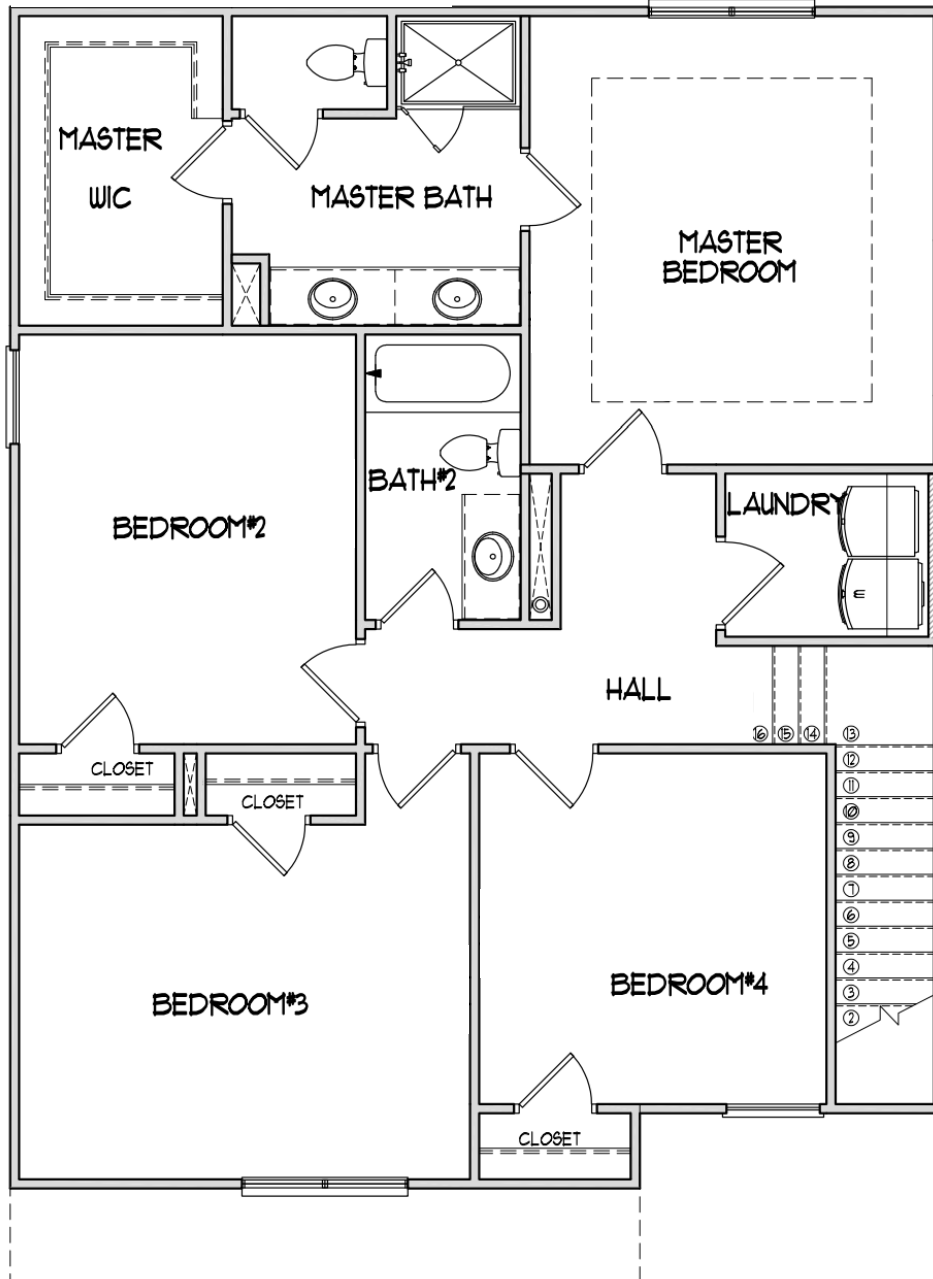 MASTER
WIC
MASTER BATH
MASTER
BEDROOM
BATH#2
LAUNDRY
BEDROOM#2
HALL
16 15 14 13
12
11
10
9
8
7
6
5
4
3
2
CLOSET
CLOSET
BEDROOM#4
BEDROOM#3
CLOSET